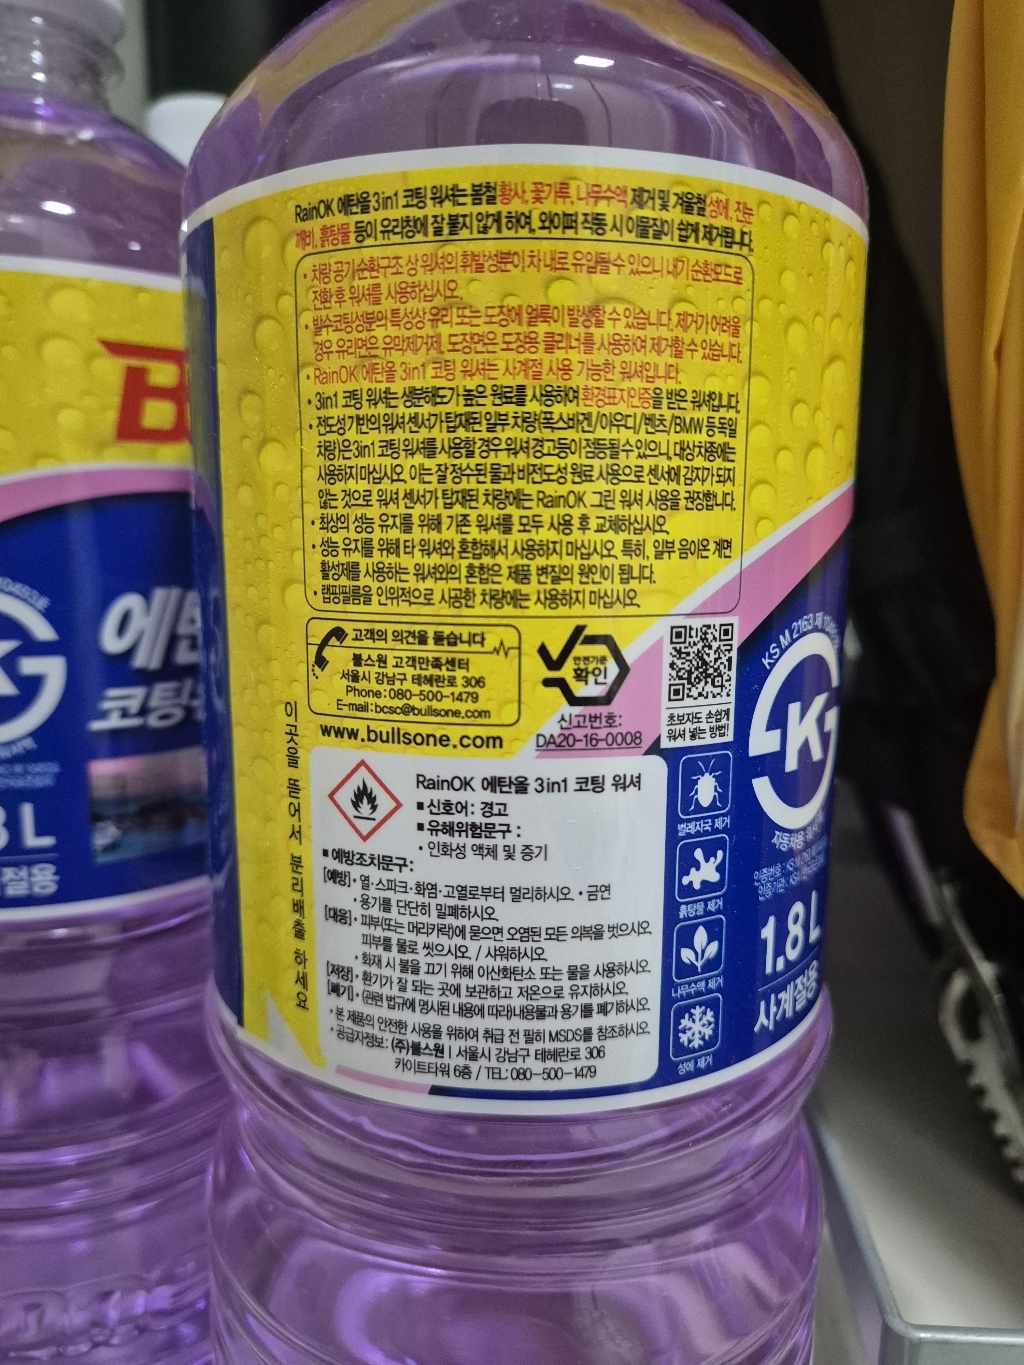 RainOK 에탄올 3in1 코팅 워셔는 봄철 황사, 꽃가루, 나무수액 제거 및 겨울철 성에, 진눈
깨비, 흙탕물 등이 유리창에 잘 붙지 않게 하며, 와이퍼 작동 시 이물질이 쉽게 제거됩니다.
• 차량 공기 순환구조 상 워셔의 휘발성분이 차 내로 유입될 수 있으니 내기 순환모드로
전환 후 워셔를 사용하십시오.
• 발수코팅성분의 특성상 유리 또는 도장에 얼룩이 발생할 수 있습니다. 제거가 어려울
경우 유리면은 유막제거제, 도장면은 도장용 클리너를 사용하여 제거할 수 있습니다.
• RainOK 에탄올 3in1 코팅 워셔는 사계절 사용 가능한 워셔입니다.
• 3in1 코팅 워셔는 생분해도가 높은 원료를 사용하여 환경표지인증을 받은 워셔입니다.
• 전도성 기반의 워셔 센서가 탑재된 일부 차량(폭스바겐/아우디/벤츠/BMW 등 독일
차량)은 3in1 코팅 워셔를 사용할 경우 워셔 경고등이 점등될 수 있으니, 대상차종에는
사용하지 마십시오. 이는 잘 정수된 물과 비전도성 원료 사용으로 센서에 감지가 되지
않는 것으로 워셔 센서가 탑재된 차량에는 RainOK 그린 워셔 사용을 권장합니다.
• 최상의 성능 유지를 위해 기존 워셔를 모두 사용 후 교체하십시오.
• 성능 유지를 위해 타 워셔와 혼합해서 사용하지 마십시오. 특히, 일부 음이온 계면
활성제를 사용하는 워셔와의 혼합은 제품 변질의 원인이 됩니다.
• 랩핑필름을 인위적으로 시공한 차량에는 사용하지 마십시오.
고객의 의견을 듣습니다
불스원 고객만족센터
서울시 강남구 테헤란로 306
Phone : 080-500-1479
E-mail : bcsc@bullsone.com
www.bullsone.com
안전기준
확인
신고번호:
DA20-16-0008
초보자도 손쉽게
워셔 넣는 방법!
이곳을 뜯어서 분리배출 하세요
RainOK 에탄올 3in1 코팅 워셔
■ 신호어: 경고
■ 유해위험문구 :
• 인화성 액체 및 증기
■ 예방조치문구:
[예방] • 열·스파크·화염·고열로부터 멀리하시오. • 금연
용기를 단단히 밀폐하시오.
[대응] • 피부(또는 머리카락)에 묻으면 오염된 모든 의복을 벗으시오
피부를 물로 씻으시오. / 샤워하시오.
• 화재 시 불을 끄기 위해 이산화탄소 또는 물을 사용하시오.
[저장] • 환기가 잘 되는 곳에 보관하고 저온으로 유지하시오.
[폐기] • (관련 법규에 명시된 내용에 따라) 내용물과 용기를 폐기하시오.
• 본 제품의 안전한 사용을 위하여 취급 전 필히 MSDS를 참조하시오
• 공급자정보: (주)불스원 | 서울시 강남구 테헤란로 306
카이트타워 6층 / TEL: 080-500-1479
벌레자국 제거
흙탕물 제거
나무수액 제거
성에 제거
KS M 2163
K
1.8 L
사계절용
B
에탄
코팅
L
절용